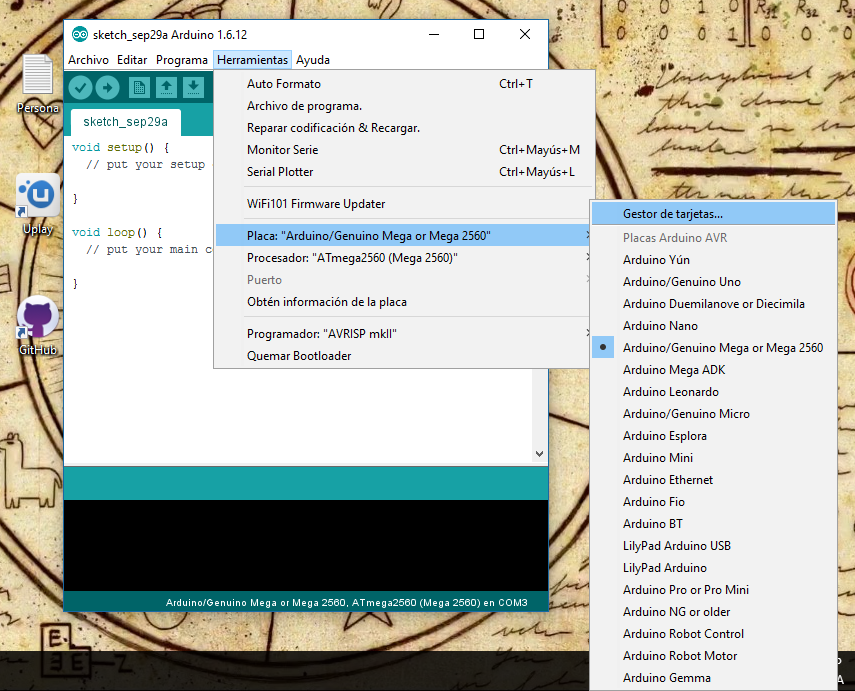 sketch_sep29a Arduino 1.6.12
Archivo Editar Programa Herramientas Ayuda
sketch_sep29a
void setup() {
// put your setup
}
void loop() {
// put your main c
}
Auto Formato Ctrl+T
Archivo de programa.
Reparar codificación & Recargar.
Monitor Serie Ctrl+Mayús+M
Serial Plotter Ctrl+Mayús+L
WiFi101 Firmware Updater
Placa: "Arduino/Genuino Mega or Mega 2560"
Procesador: "ATmega2560 (Mega 2560)"
Puerto
Obtén información de la placa
Programador: "AVRISP mkII"
Quemar Bootloader
Gestor de tarjetas...
Placas Arduino AVR
Arduino Yún
Arduino/Genuino Uno
Arduino Duemilanove or Diecimila
Arduino Nano
Arduino/Genuino Mega or Mega 2560
Arduino Mega ADK
Arduino Leonardo
Arduino/Genuino Micro
Arduino Esplora
Arduino Mini
Arduino Ethernet
Arduino Fio
Arduino BT
LilyPad Arduino USB
LilyPad Arduino
Arduino Pro or Pro Mini
Arduino NG or older
Arduino Robot Control
Arduino Robot Motor
Arduino Gemma
Arduino/Genuino Mega or Mega 2560, ATmega2560 (Mega 2560) en COM3
Persona
Uplay
GitHub